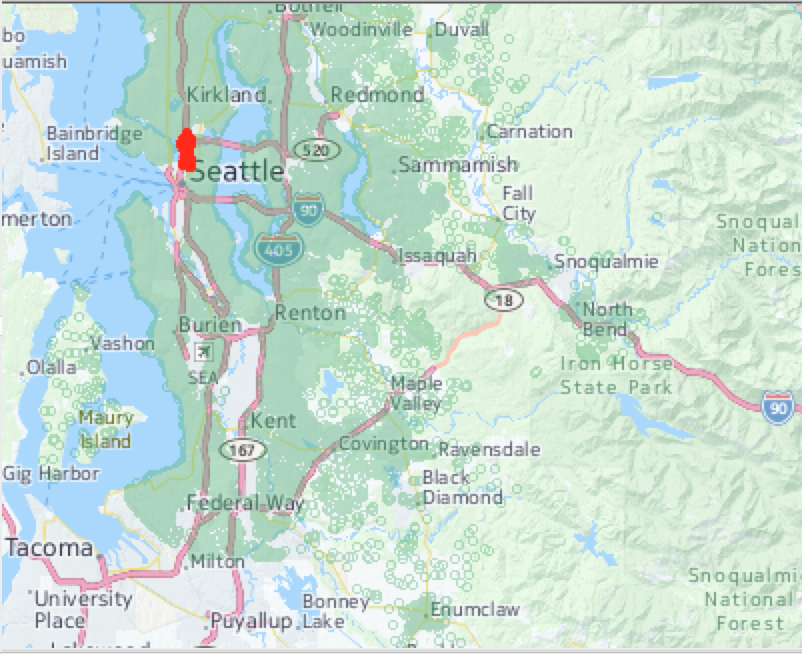 Bothell
Woodinville
Duvall
bo
uamish
Kirkland
Redmond
Bainbridge
Island
Carnation
520
Sammamish
Seattle
Fall
City
merton
90
Snoqual
Nation
Fores
405
Issaquah
Snoqualmie
18
North
Bend
Renton
Burien
Vashon
SEA
Olalla
Iron Horse
State Park
Maple
Valley
90
Maury
Island
Kent
167
Covington
Ravensdale
Gig Harbor
Black
Diamond
Federal Way
Tacoma
Milton
Snoqualmi
National
Forest
University
Place
Bonney
Lake
Puyallup
Enumclaw
Lakewood